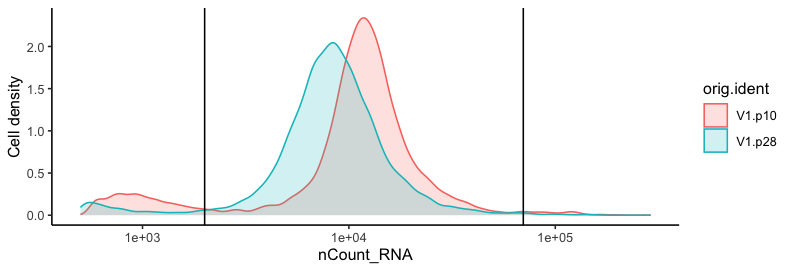 Cell density
2.0
1.5
1.0
0.5
0.0
1e+03 1e+04 1e+05
nCount_RNA
orig.ident
V1.p10
V1.p28